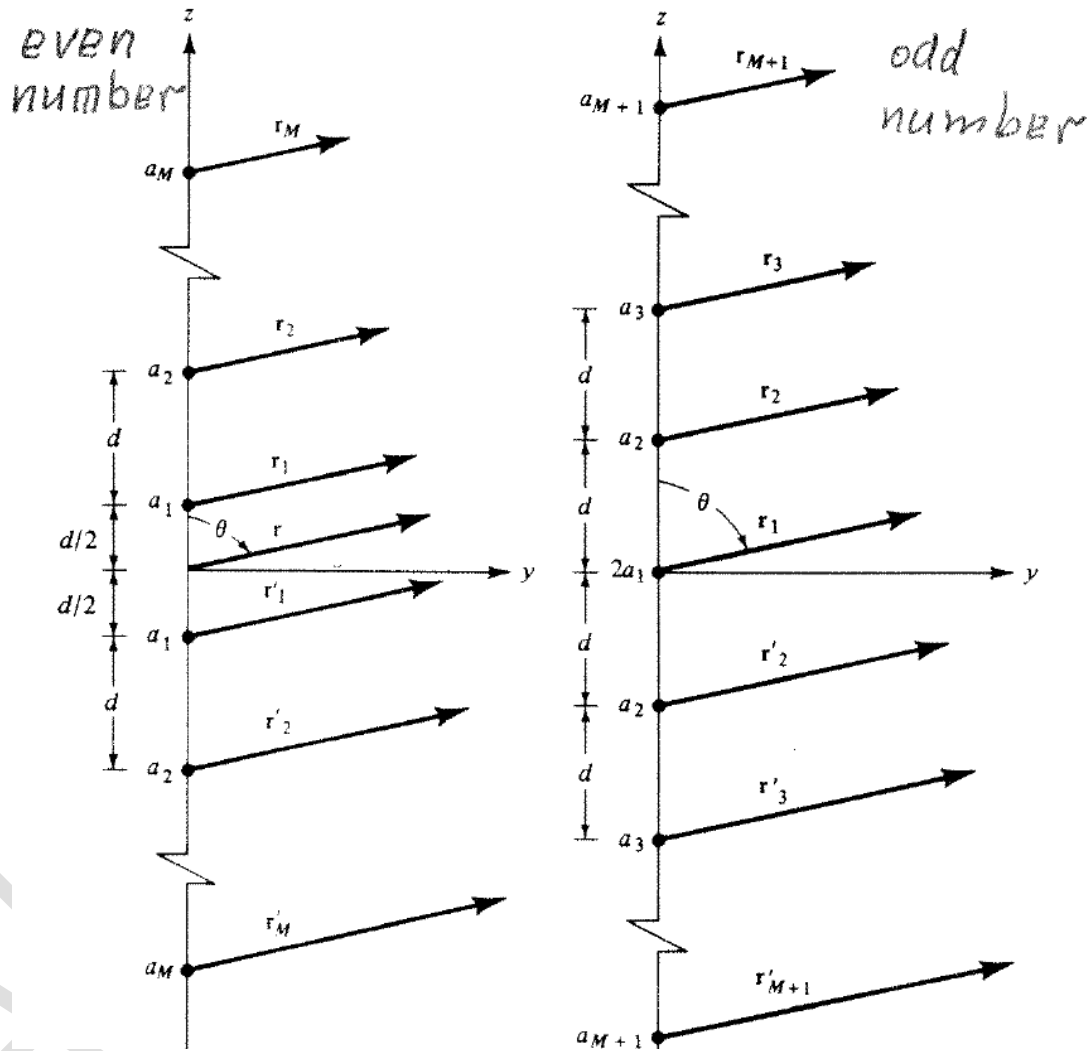 even
number
z
r_M
a_M
r_2
a_2
d
r_1
a_1
d/2
θ
r
y
d/2
r'_1
a_1
d
r'_2
a_2
r'_M
a_M
odd
number
z
r_{M+1}
a_{M+1}
r_3
a_3
d
r_2
a_2
d
θ
r_1
2a_1
y
d
r'_2
a_2
d
r'_3
a_3
r'_{M+1}
a_{M+1}